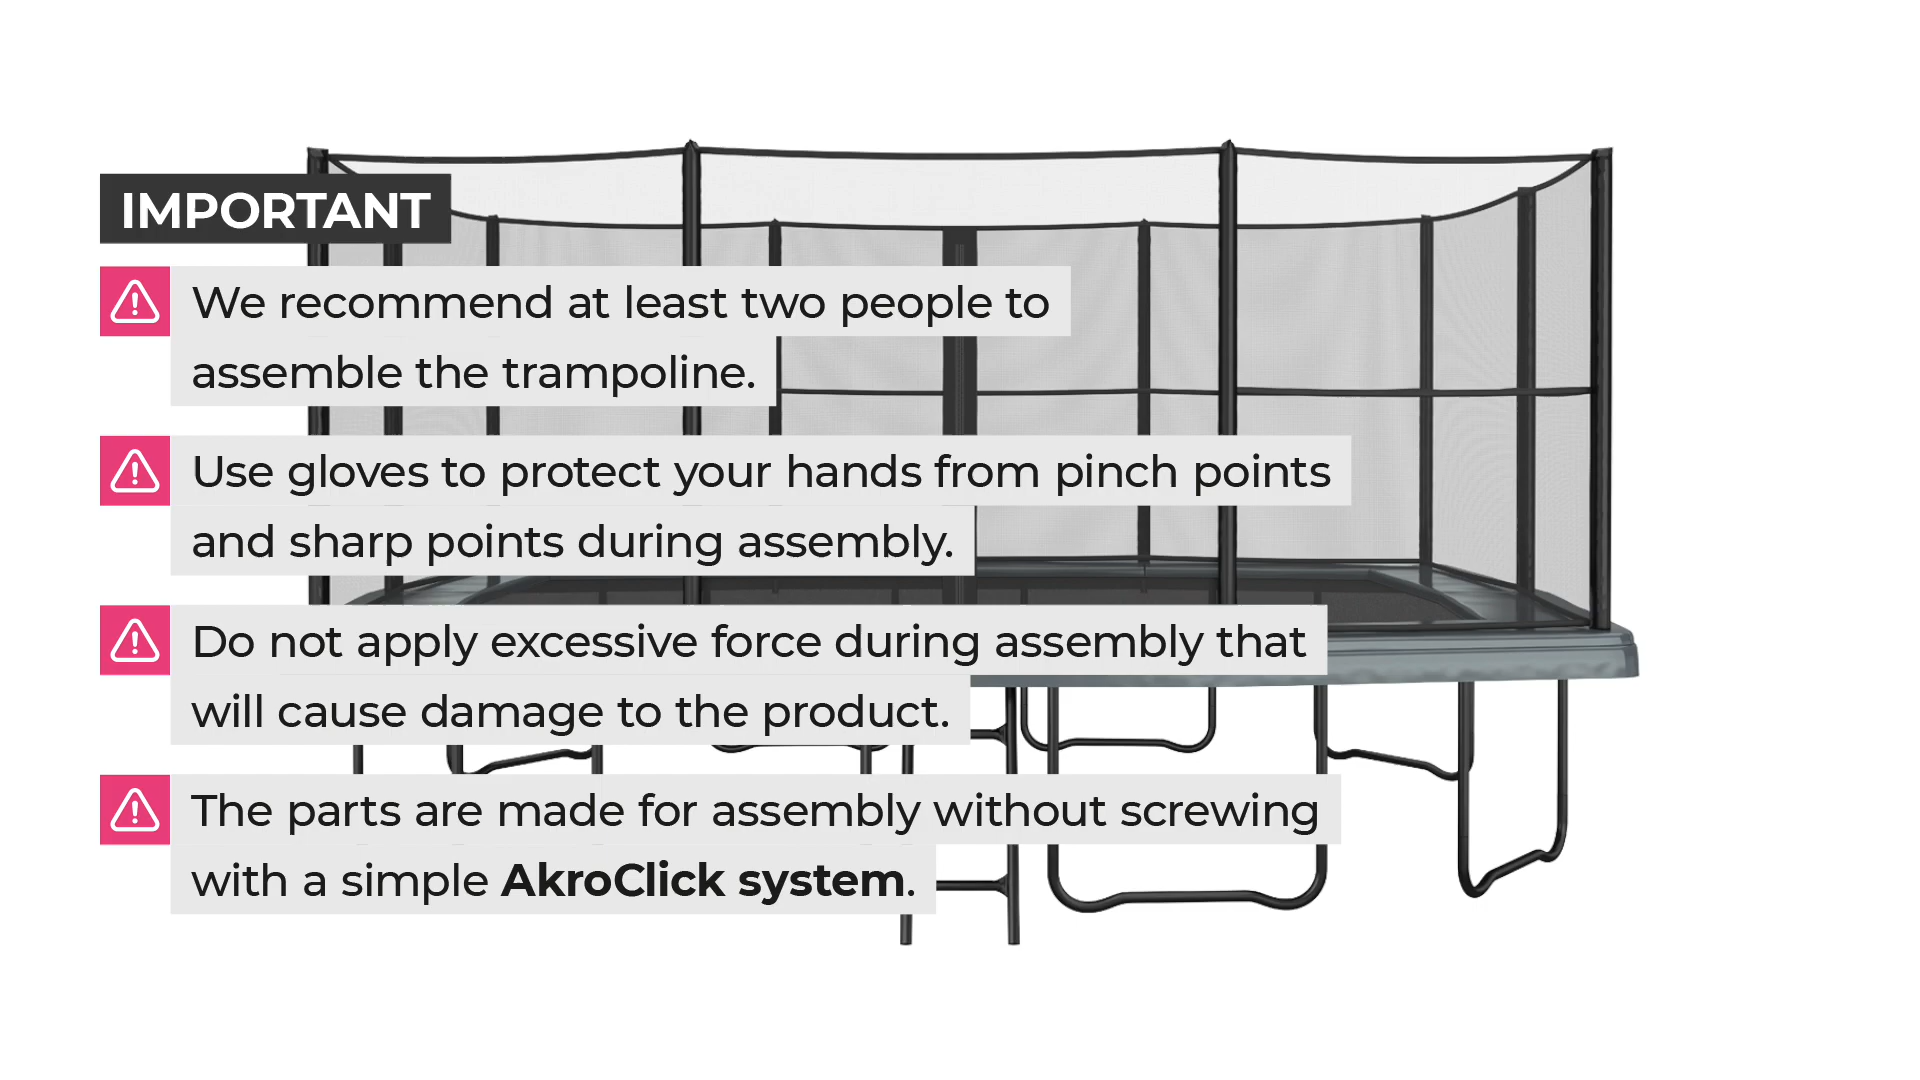 IMPORTANT
We recommend at least two people to
assemble the trampoline.
Use gloves to protect your hands from pinch points
and sharp points during assembly.
Do not apply excessive force during assembly that
will cause damage to the product.
The parts are made for assembly without screwing
with a simple AkroClick system.